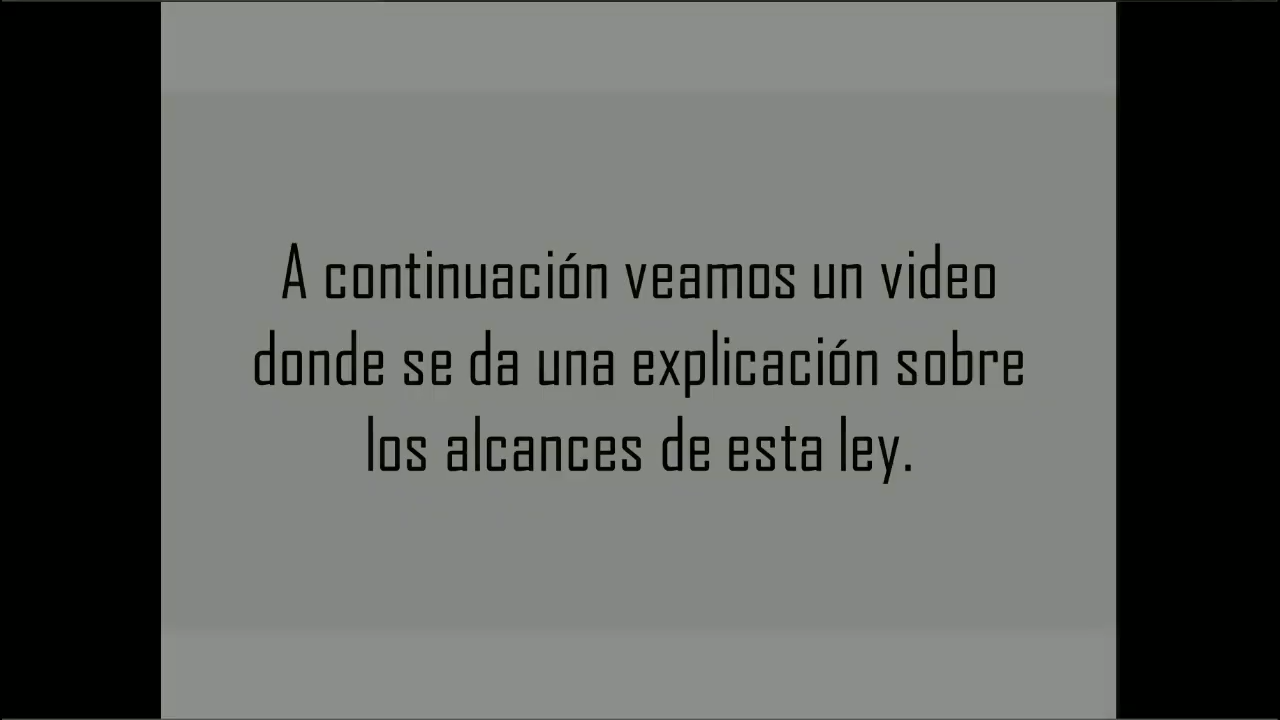 A continuación veamos un video
donde se da una explicación sobre
los alcances de esta ley.